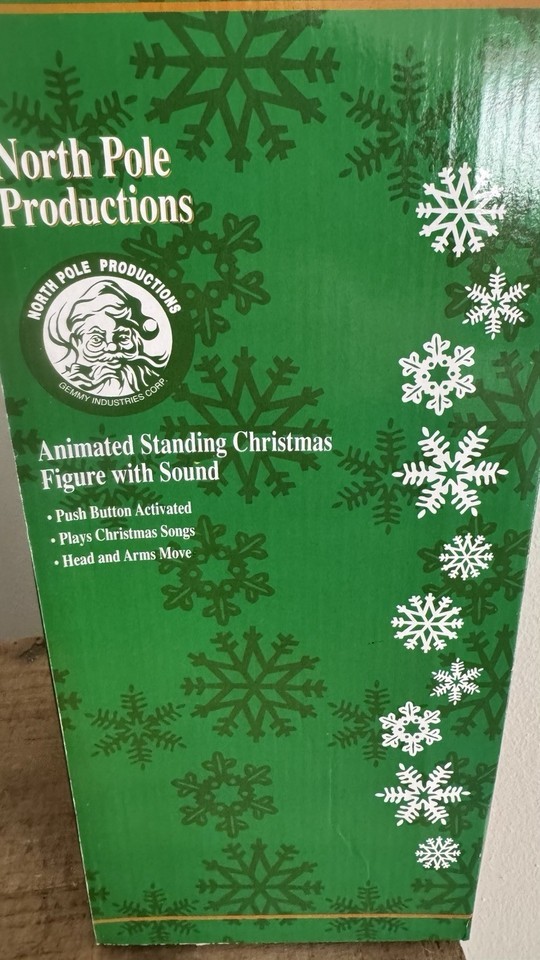 North Pole
Productions
NORTH POLE PRODUCTIONS
GEMMY INDUSTRIES CORP.
Animated Standing Christmas
Figure with Sound
• Push Button Activated
• Plays Christmas Songs
• Head and Arms Move